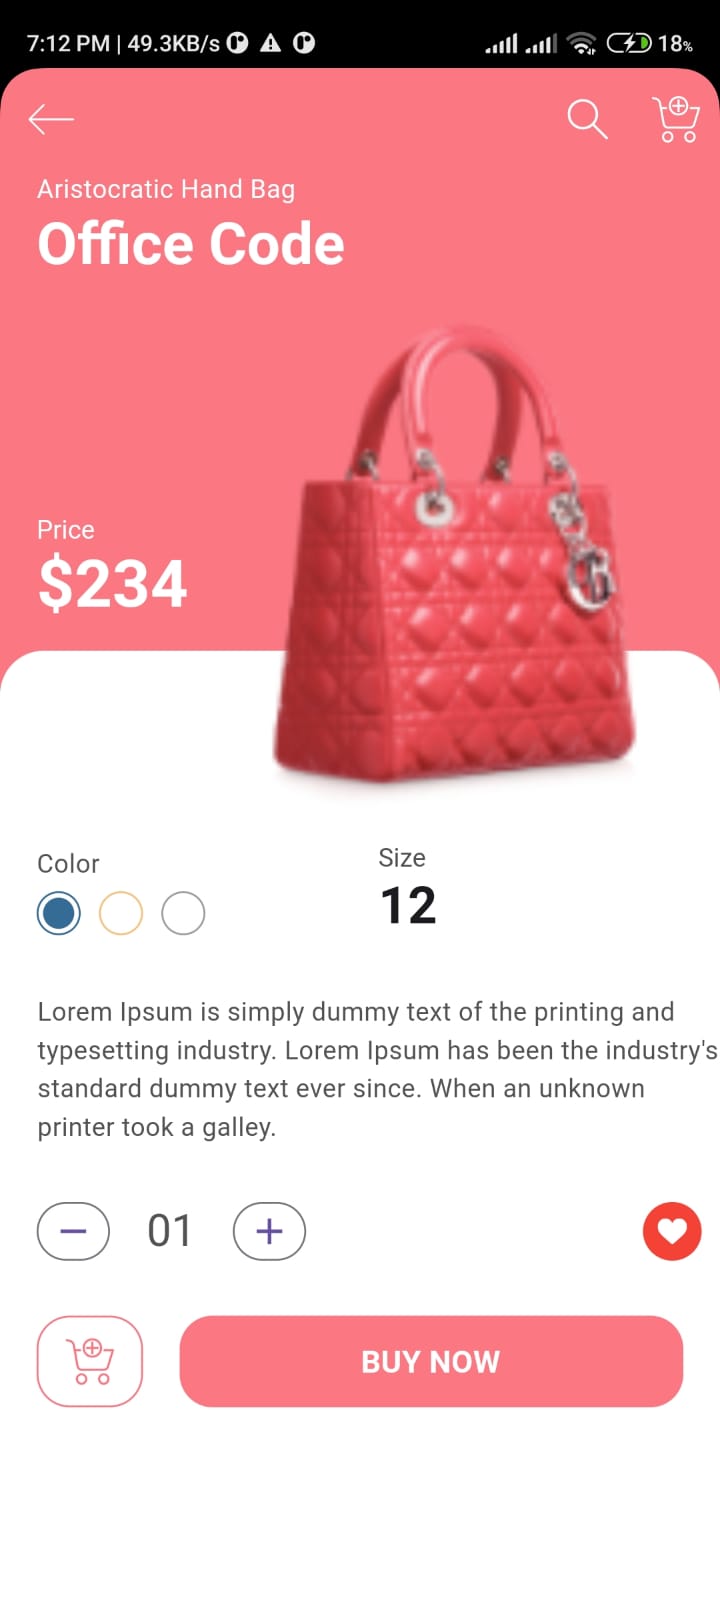 7:12 PM | 49.3KB/s 18%
Aristocratic Hand Bag
Office Code
Price
$234
Color
Size
12
Lorem Ipsum is simply dummy text of the printing and
typesetting industry. Lorem Ipsum has been the industry's
standard dummy text ever since. When an unknown
printer took a galley.
01
BUY NOW